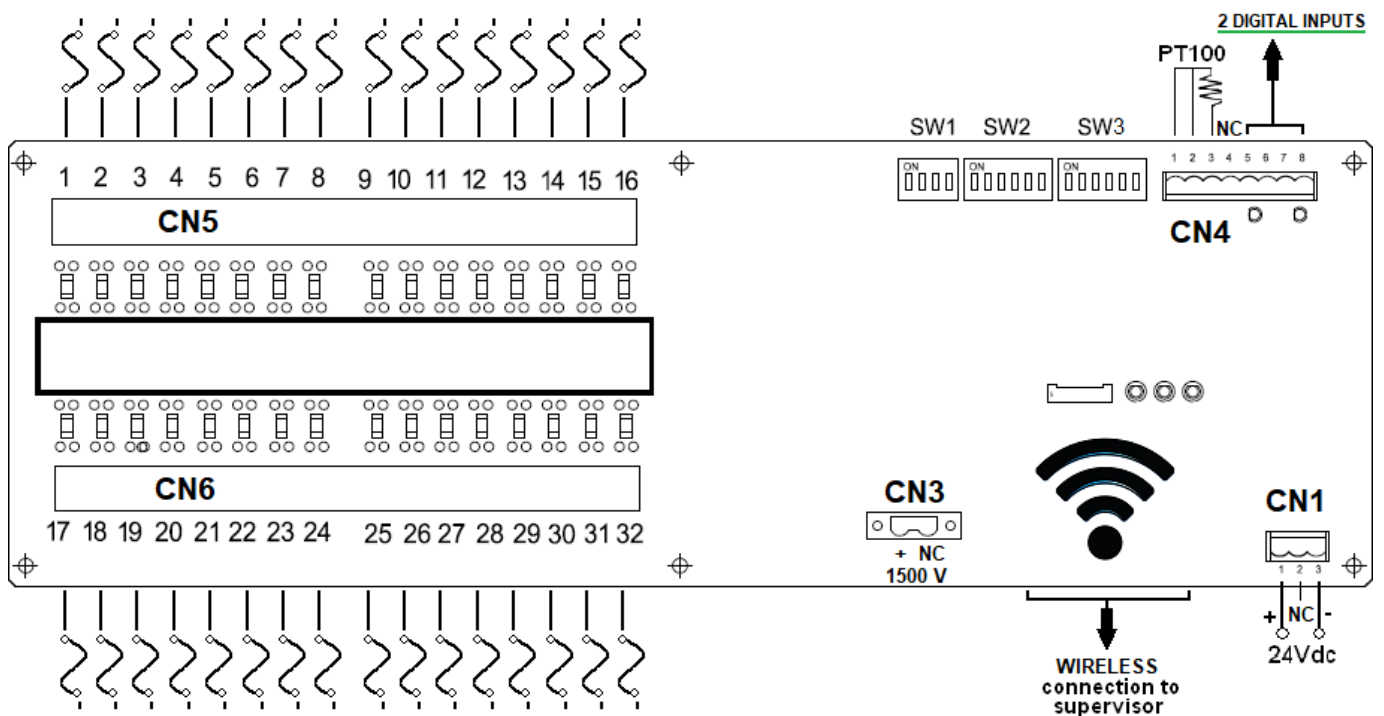 2 DIGITAL INPUTS
PT100
SW1 SW2 SW3 NC
1 2 3 4 5 6 7 8
ON ON ON
1 2 3 4 5 6 7 8 9 10 11 12 13 14 15 16
CN5
CN4
CN6
CN3
CN1
17 18 19 20 21 22 23 24 25 26 27 28 29 30 31 32
+ NC
1500 V
1 2 3
+ NC -
24Vdc
WIRELESS
connection to
supervisor